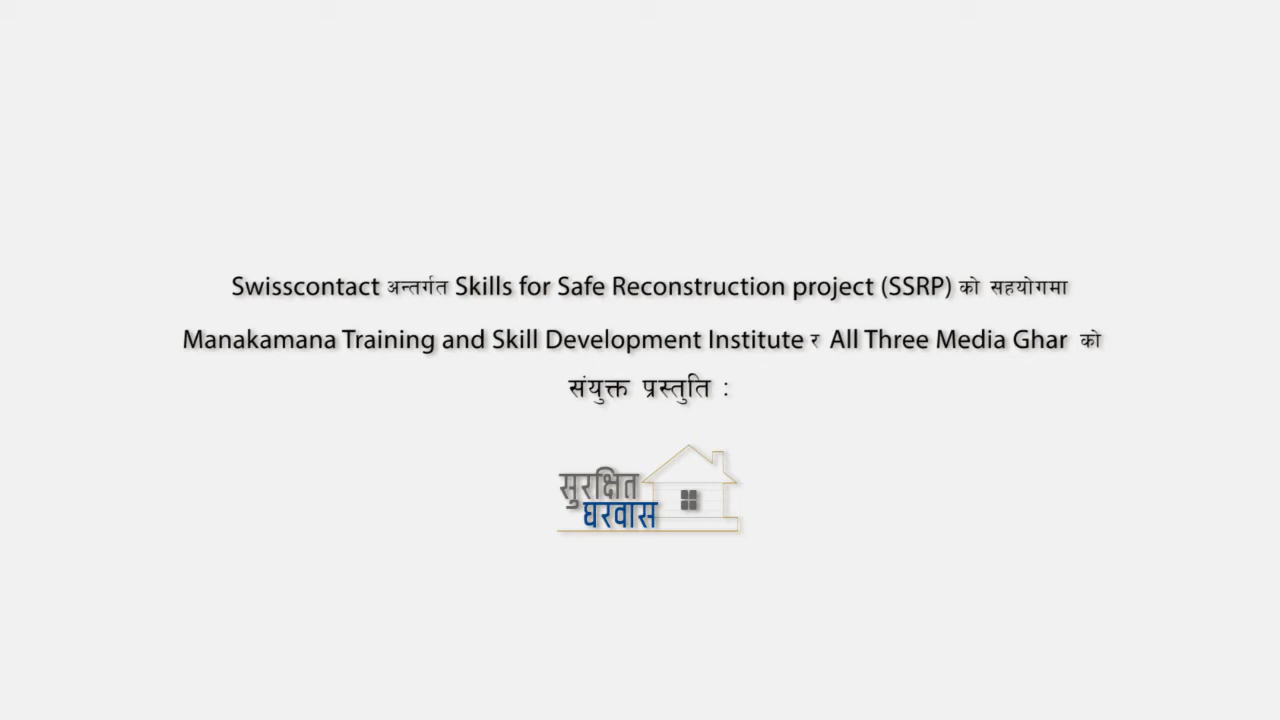 Swisscontact अन्तर्गत Skills for Safe Reconstruction project (SSRP) को सहयोगमा
Manakamana Training and Skill Development Institute र All Three Media Ghar को
संयुक्त प्रस्तुति :
सुरक्षित
घरवास